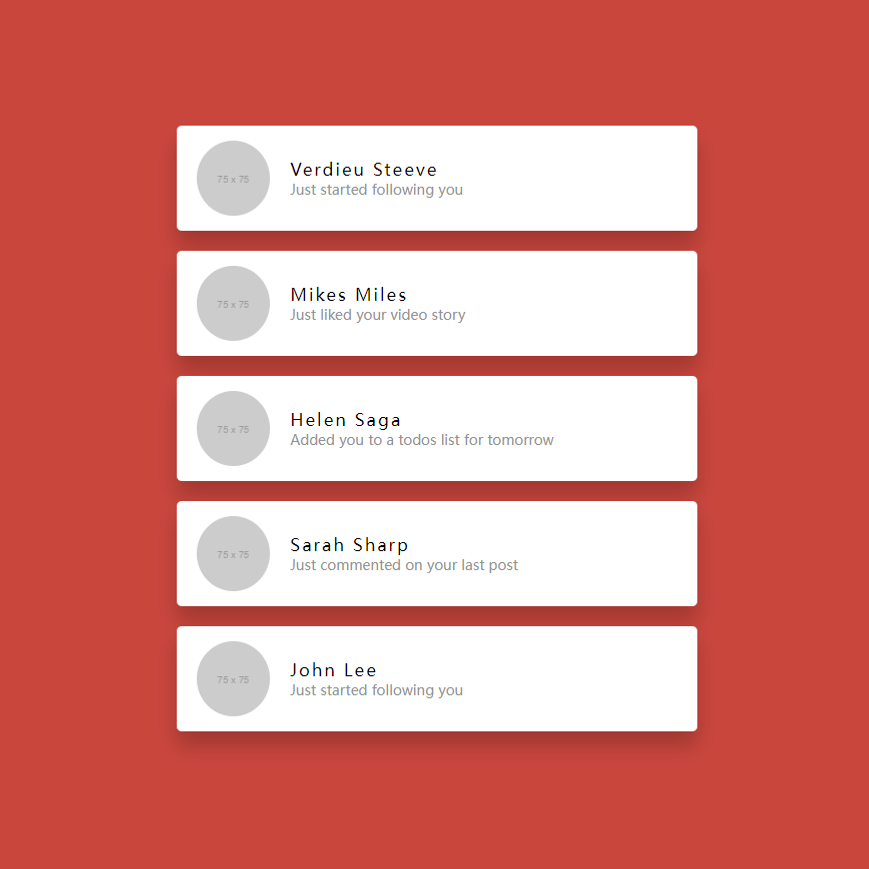 75 x 75
Verdieu Steeve
Just started following you
75 x 75
Mikes Miles
Just liked your video story
75 x 75
Helen Saga
Added you to a todos list for tomorrow
75 x 75
Sarah Sharp
Just commented on your last post
75 x 75
John Lee
Just started following you